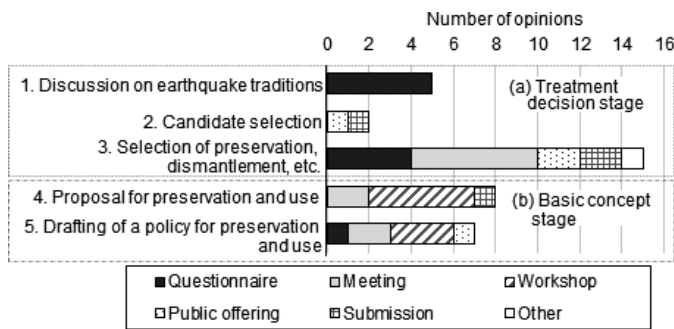 Number of opinions
0 2 4 6 8 10 12 14 16
1. Discussion on earthquake traditions
(a) Treatment
decision stage
2. Candidate selection
3. Selection of preservation,
dismantlement, etc.
4. Proposal for preservation and use
(b) Basic concept
stage
5. Drafting of a policy for preservation
and use
Questionnaire Meeting Workshop
Public offering Submission Other